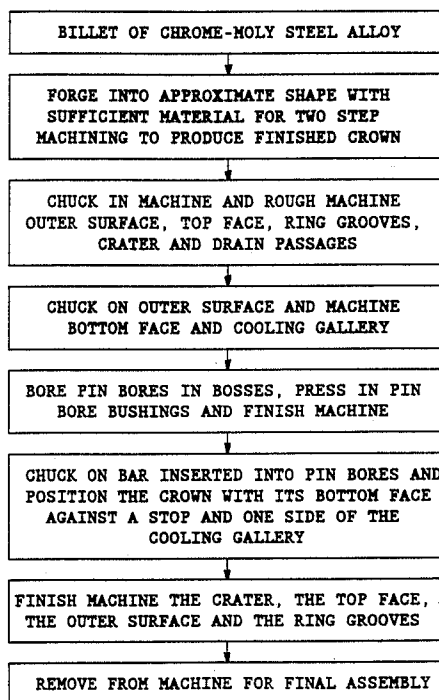 BILLET OF CHROME-MOLY STEEL ALLOY
FORGE INTO APPROXIMATE SHAPE WITH
SUFFICIENT MATERIAL FOR TWO STEP
MACHINING TO PRODUCE FINISHED CROWN
CHUCK IN MACHINE AND ROUGH MACHINE
OUTER SURFACE, TOP FACE, RING GROOVES,
CRATER AND DRAIN PASSAGES
CHUCK ON OUTER SURFACE AND MACHINE
BOTTOM FACE AND COOLING GALLERY
BORE PIN BORES IN BOSSES, PRESS IN PIN
BORE BUSHINGS AND FINISH MACHINE
CHUCK ON BAR INSERTED INTO PIN BORES AND
POSITION THE CROWN WITH ITS BOTTOM FACE
AGAINST A STOP AND ONE SIDE OF THE
COOLING GALLERY
FINISH MACHINE THE CRATER, THE TOP FACE,
THE OUTER SURFACE AND THE RING GROOVES
REMOVE FROM MACHINE FOR FINAL ASSEMBLY